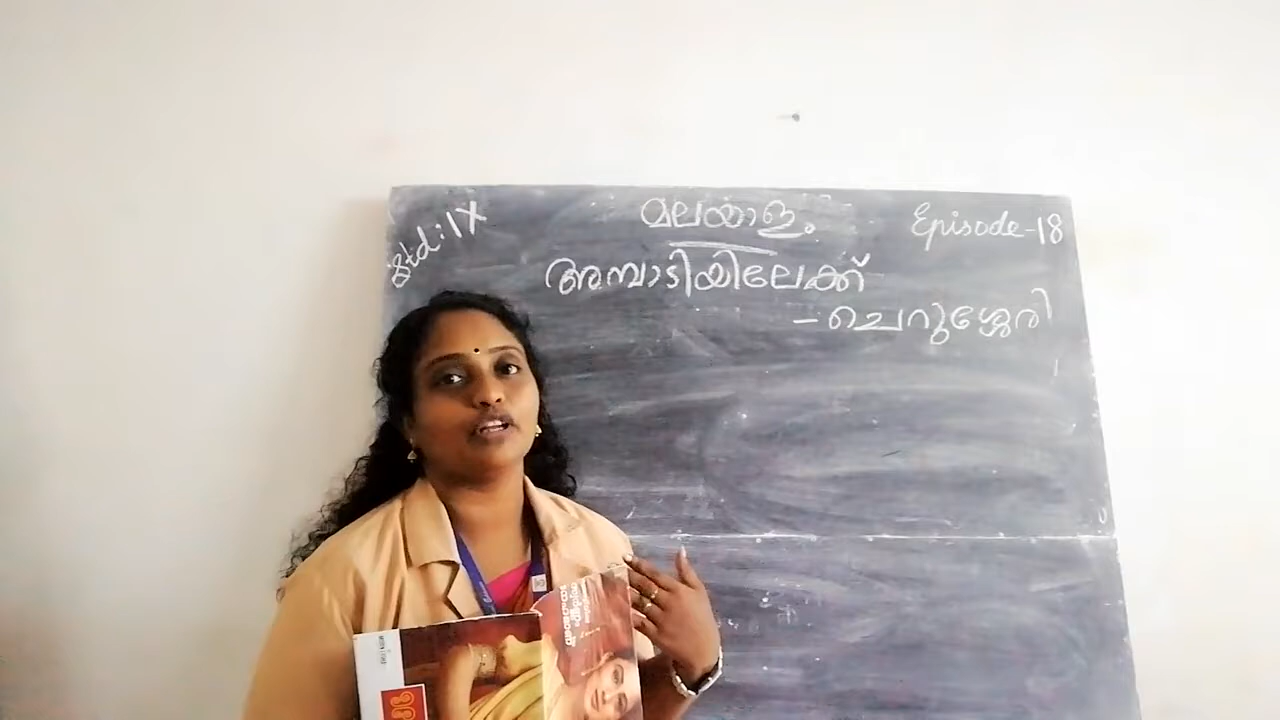 Std:IX
മലയാളം
Episode-18
അമ്പാടിയിലേക്ക്
-ചെറുശ്ശേരി